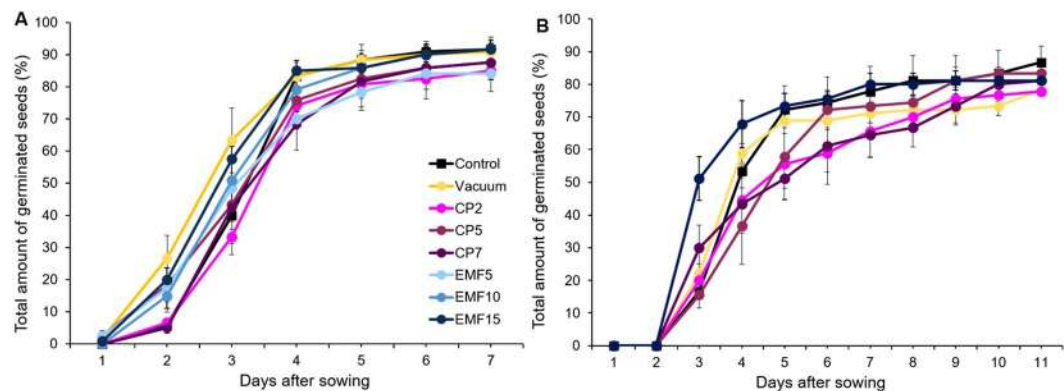 A
Total amount of germinated seeds (%)
100
90
80
70
60
50
40
30
20
10
0
1 2 3 4 5 6 7
Days after sowing
Control
Vacuum
CP2
CP5
CP7
EMF5
EMF10
EMF15
B
Total amount of germinated seeds (%)
100
90
80
70
60
50
40
30
20
10
0
1 2 3 4 5 6 7 8 9 10 11
Days after sowing